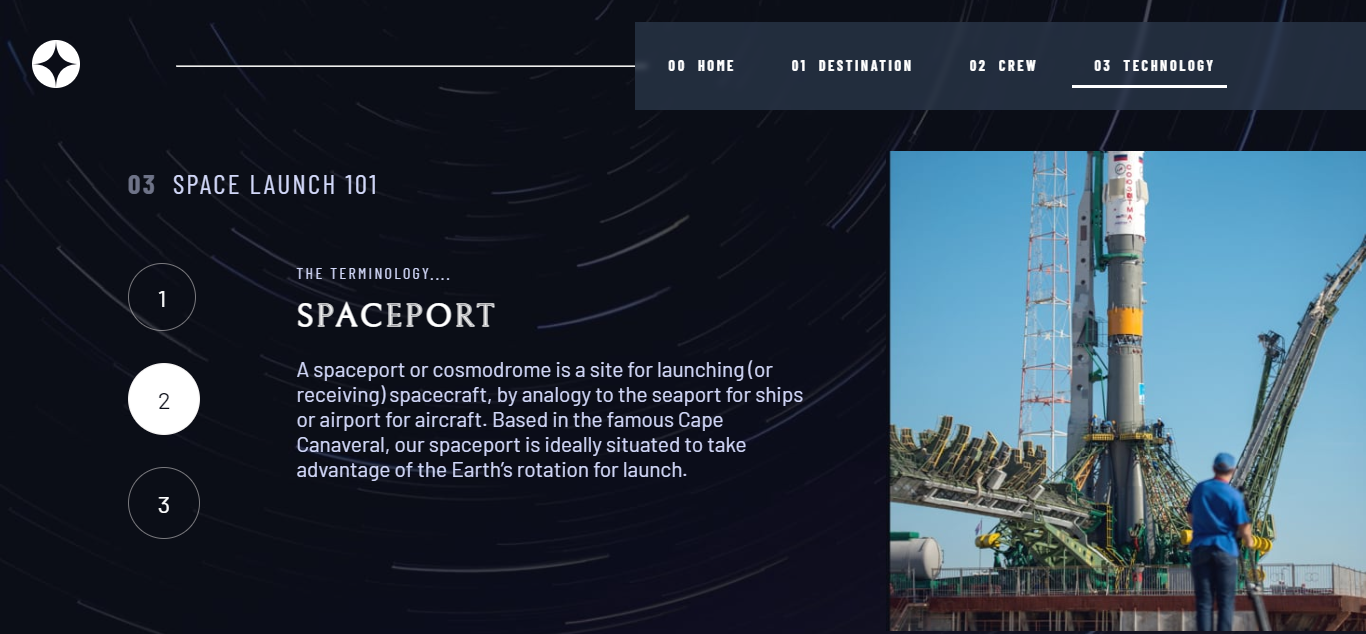 00 HOME
01 DESTINATION
02 CREW
03 TECHNOLOGY
03 SPACE LAUNCH 101
1
2
3
THE TERMINOLOGY....
SPACEPORT
A spaceport or cosmodrome is a site for launching (or
receiving) spacecraft, by analogy to the seaport for ships
or airport for aircraft. Based in the famous Cape
Canaveral, our spaceport is ideally situated to take
advantage of the Earth’s rotation for launch.